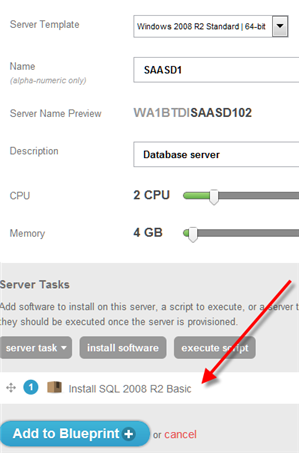 Server Template Windows 2008 R2 Standard | 64-bit
Name SAASD1
(alpha-numeric only)
Server Name Preview WA1BTDISAASD102
Description Database server
CPU 2 CPU
Memory 4 GB
Server Tasks
Add software to install on this server, a script to execute, or a server t
they should be executed once the server is provisioned.
server task install software execute script
1 Install SQL 2008 R2 Basic
Add to Blueprint + or cancel